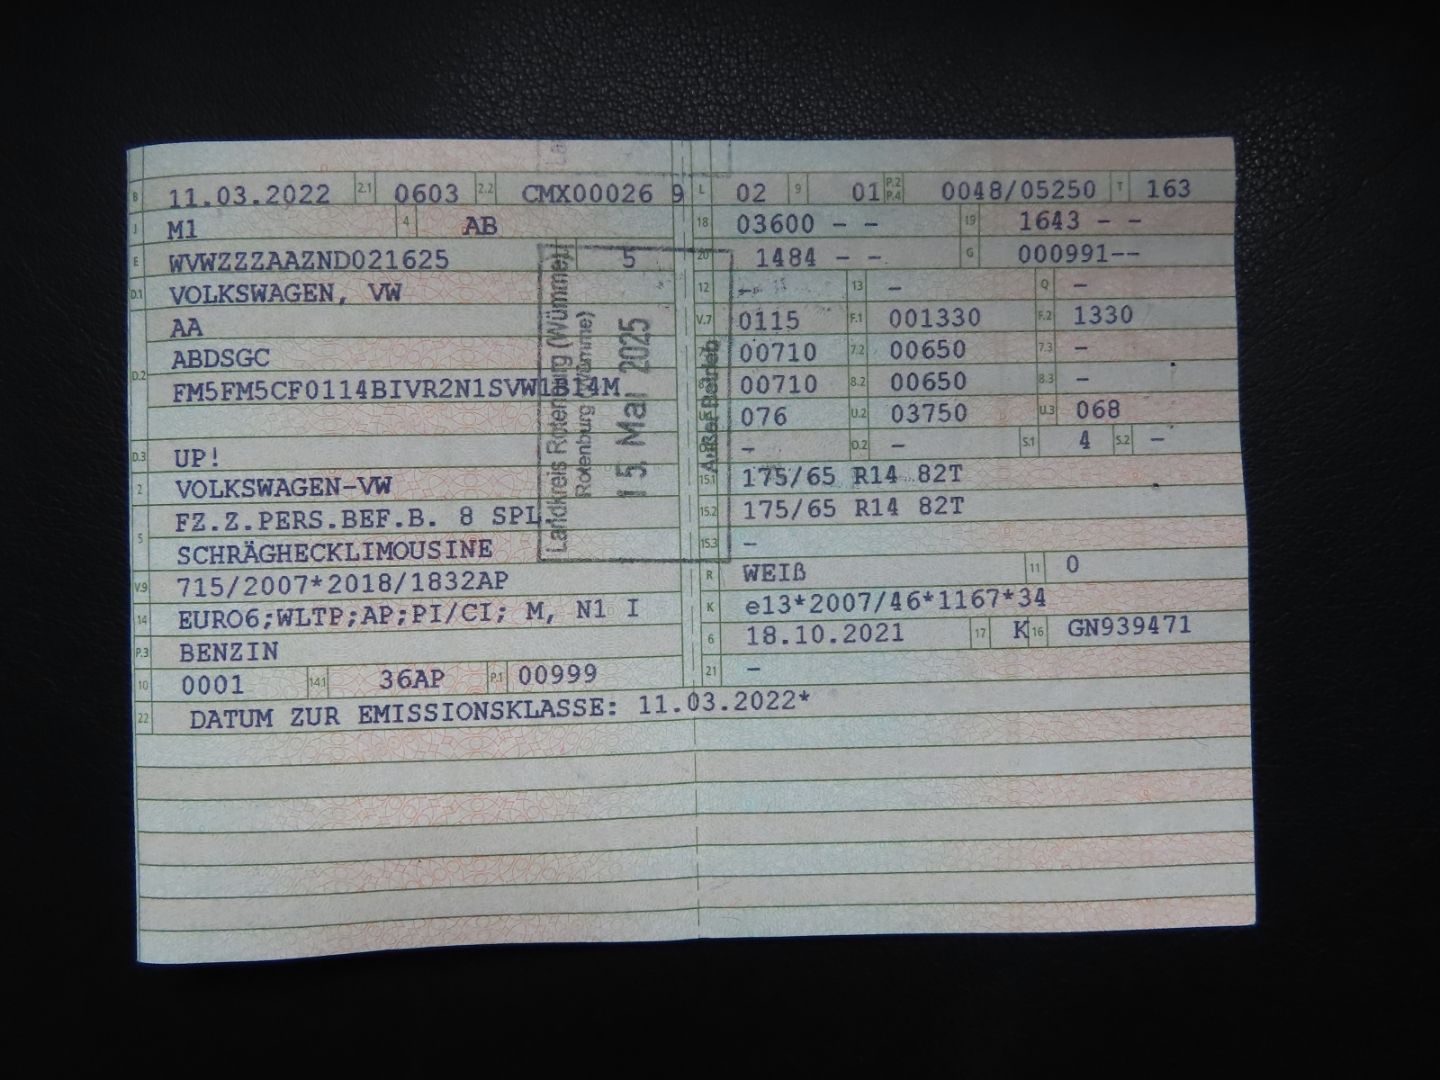 B 11.03.2022 2.1 0603 2.2 CMX00026 9
J M1 4 AB
E WVWZZZAAZND021625 5
D.1 VOLKSWAGEN, VW
AA
D.2 ABDSGC
FM5FM5CF0114BIVR2N1SVW1B14M
D.3 UP!
2 VOLKSWAGEN-VW
FZ.Z.PERS.BEF.B. 8 SPL.
5 SCHRÄGHECKLIMOUSINE
V.9 715/2007*2018/1832AP
14 EURO6;WLTP;AP;PI/CI; M, N1 I
P.3 BENZIN
10 0001 14.1 36AP P.1 00999
22 DATUM ZUR EMISSIONSKLASSE: 11.03.2022*
L 02 9 01 P.2 P.4 0048/05250 T 163
18 03600 - - 19 1643 - -
20 1484 - - G 000991--
12 - 13 - Q -
V.7 0115 F.1 001330 F.2 1330
00710 7.2 00650 7.3 -
00710 8.2 00650 8.3 -
076 U.2 03750 U.3 068
- O.2 - S.1 4 S.2 -
15.1 175/65 R14 82T
15.2 175/65 R14 82T
15.3 -
R WEIß 11 0
K e13*2007/46*1167*34
6 18.10.2021 17 K 16 GN939471
21 -
Landkreis Rotenburg (Wümme)
Rotenburg (Wümme)
15. Mai 2025
Außer Betrieb